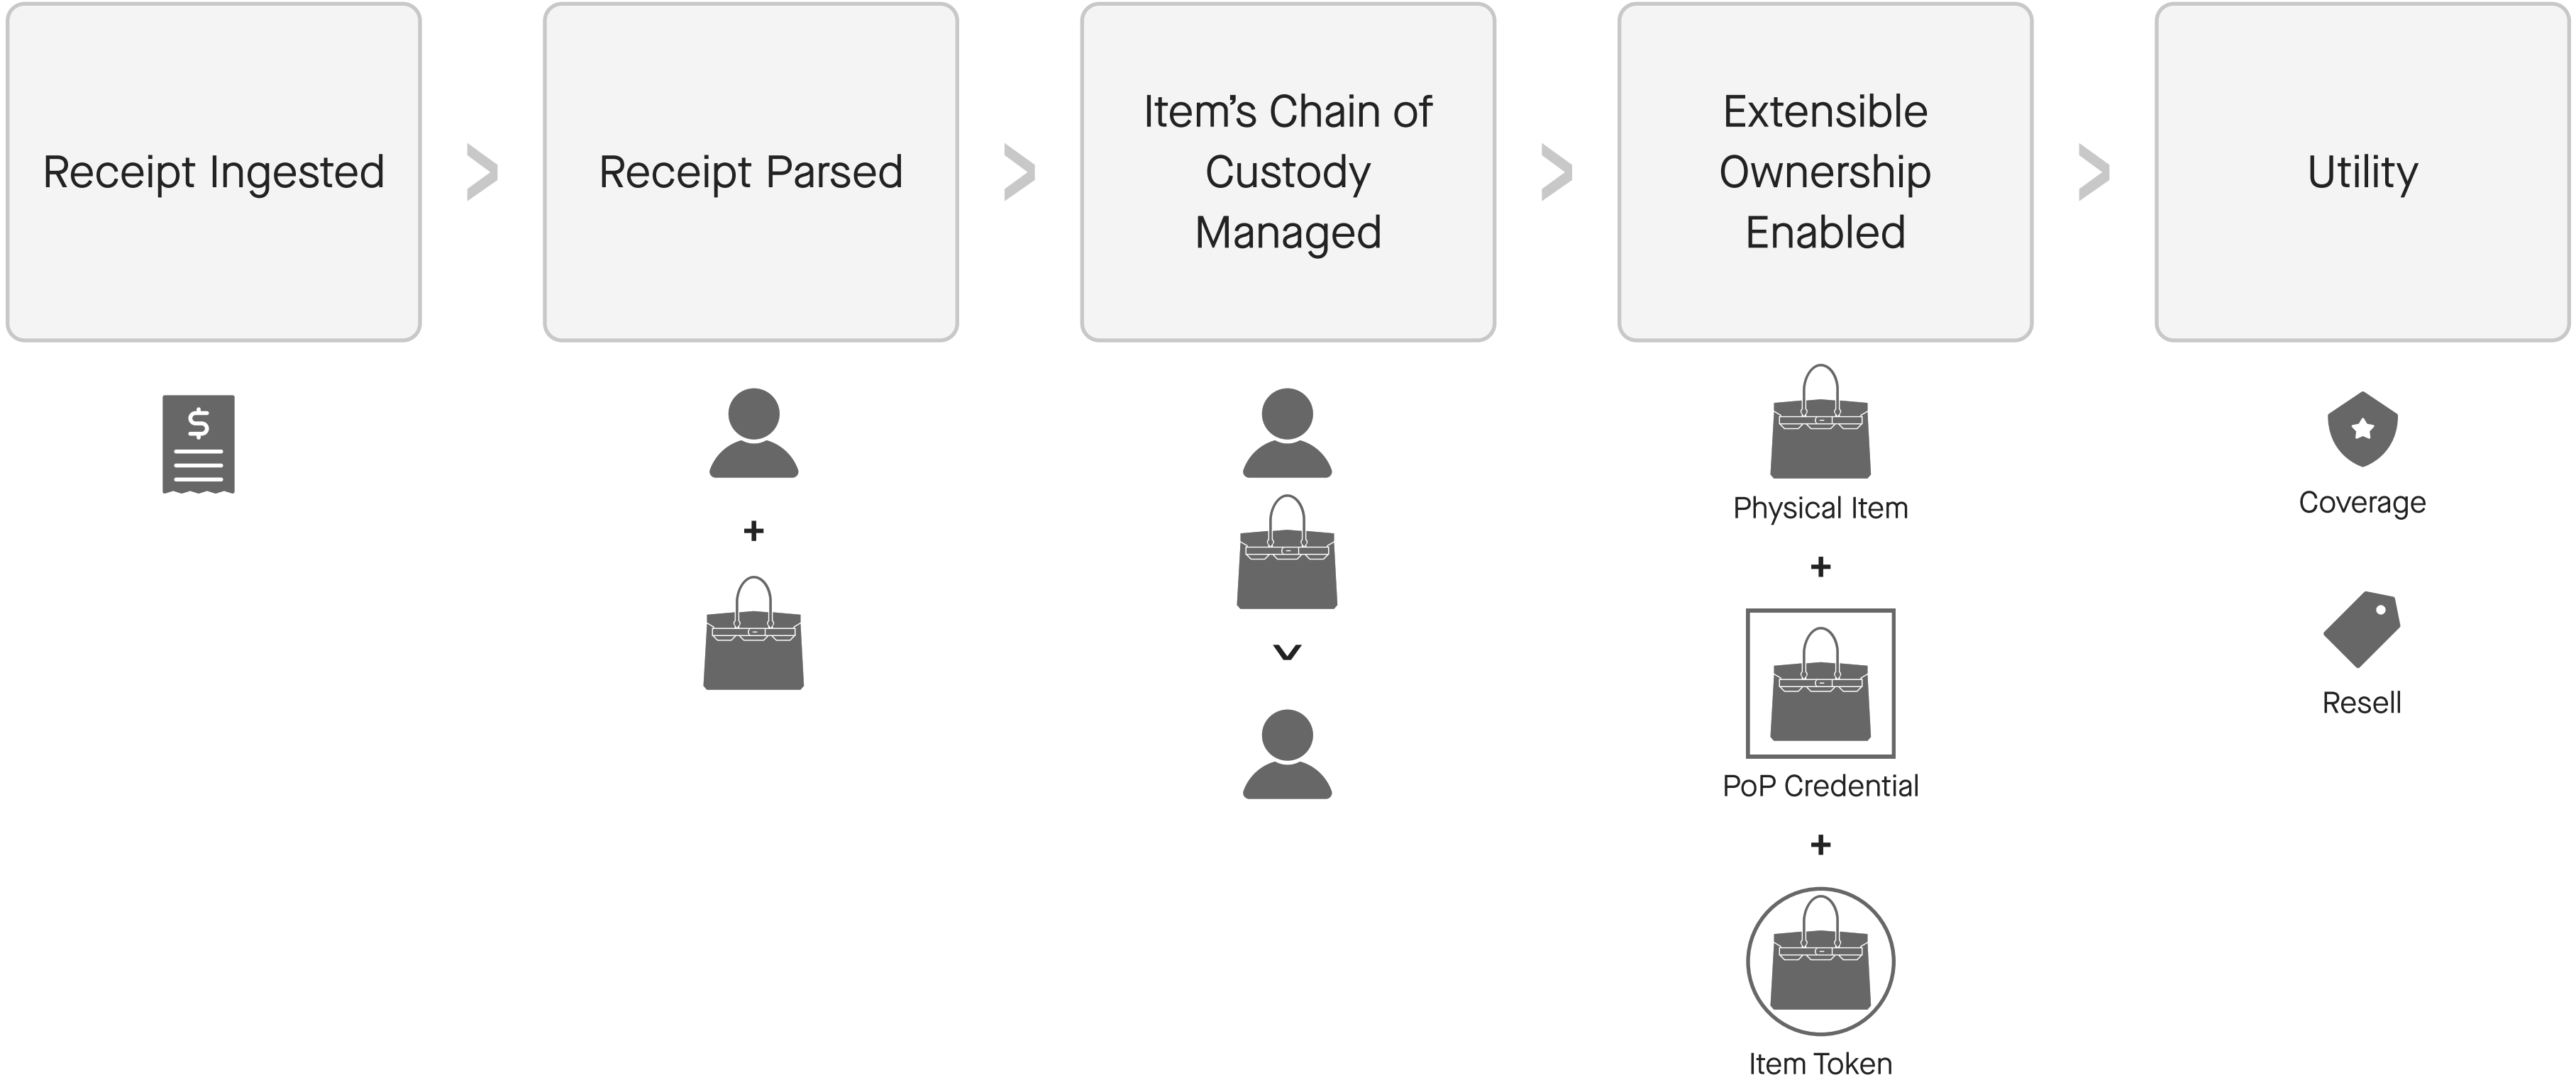 Receipt Ingested
>
Receipt Parsed
>
Item’s Chain of
Custody
Managed
>
Extensible
Ownership
Enabled
>
Utility
$
+
Physical Item
+
PoP Credential
+
Item Token
Coverage
Resell